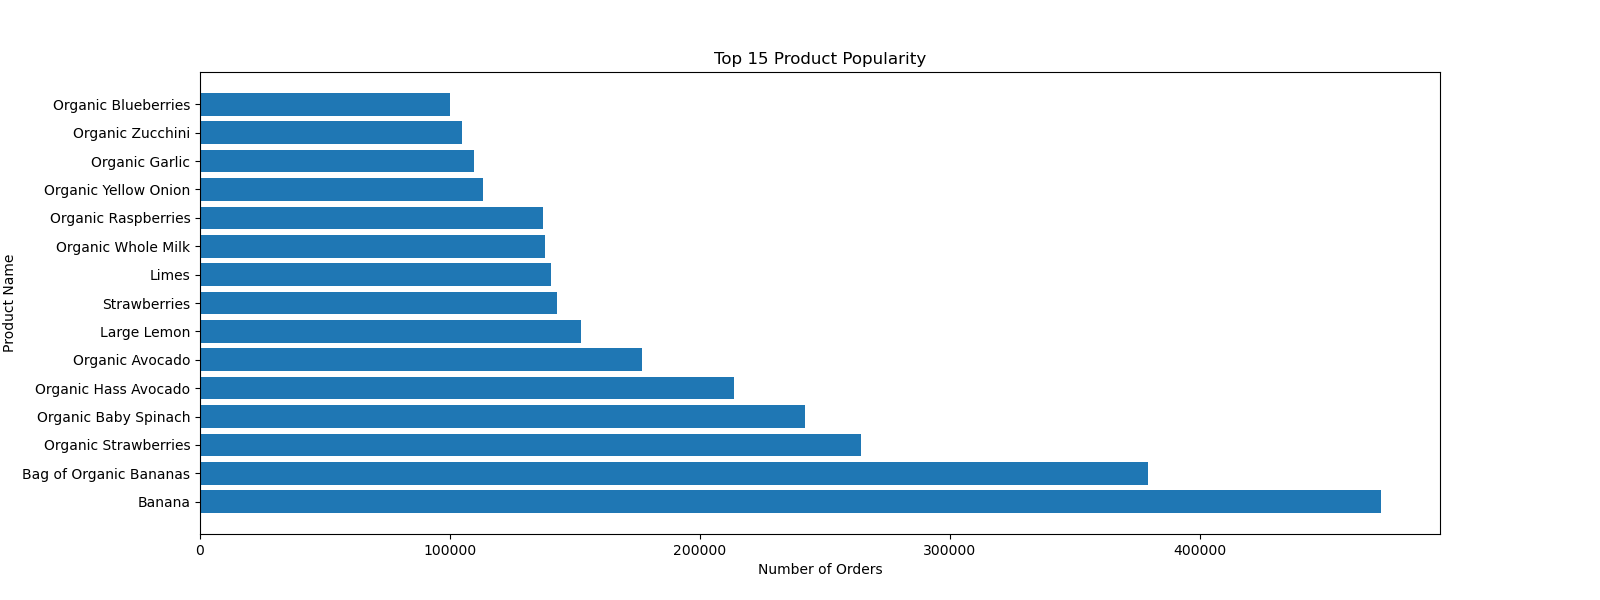 Top 15 Product Popularity
Product Name
Organic Blueberries
Organic Zucchini
Organic Garlic
Organic Yellow Onion
Organic Raspberries
Organic Whole Milk
Limes
Strawberries
Large Lemon
Organic Avocado
Organic Hass Avocado
Organic Baby Spinach
Organic Strawberries
Bag of Organic Bananas
Banana
0 100000 200000 300000 400000
Number of Orders